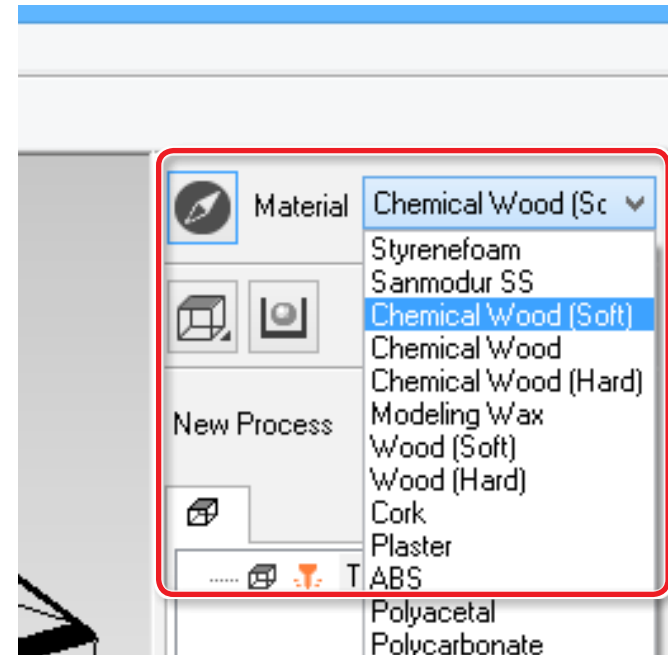 Material Chemical Wood (Sc
Styrenefoam
Sanmodur SS
Chemical Wood (Soft)
Chemical Wood
Chemical Wood (Hard)
New Process
Modeling Wax
Wood (Soft)
Wood (Hard)
Cork
Plaster
T
ABS
Polyacetal
Polycarbonate